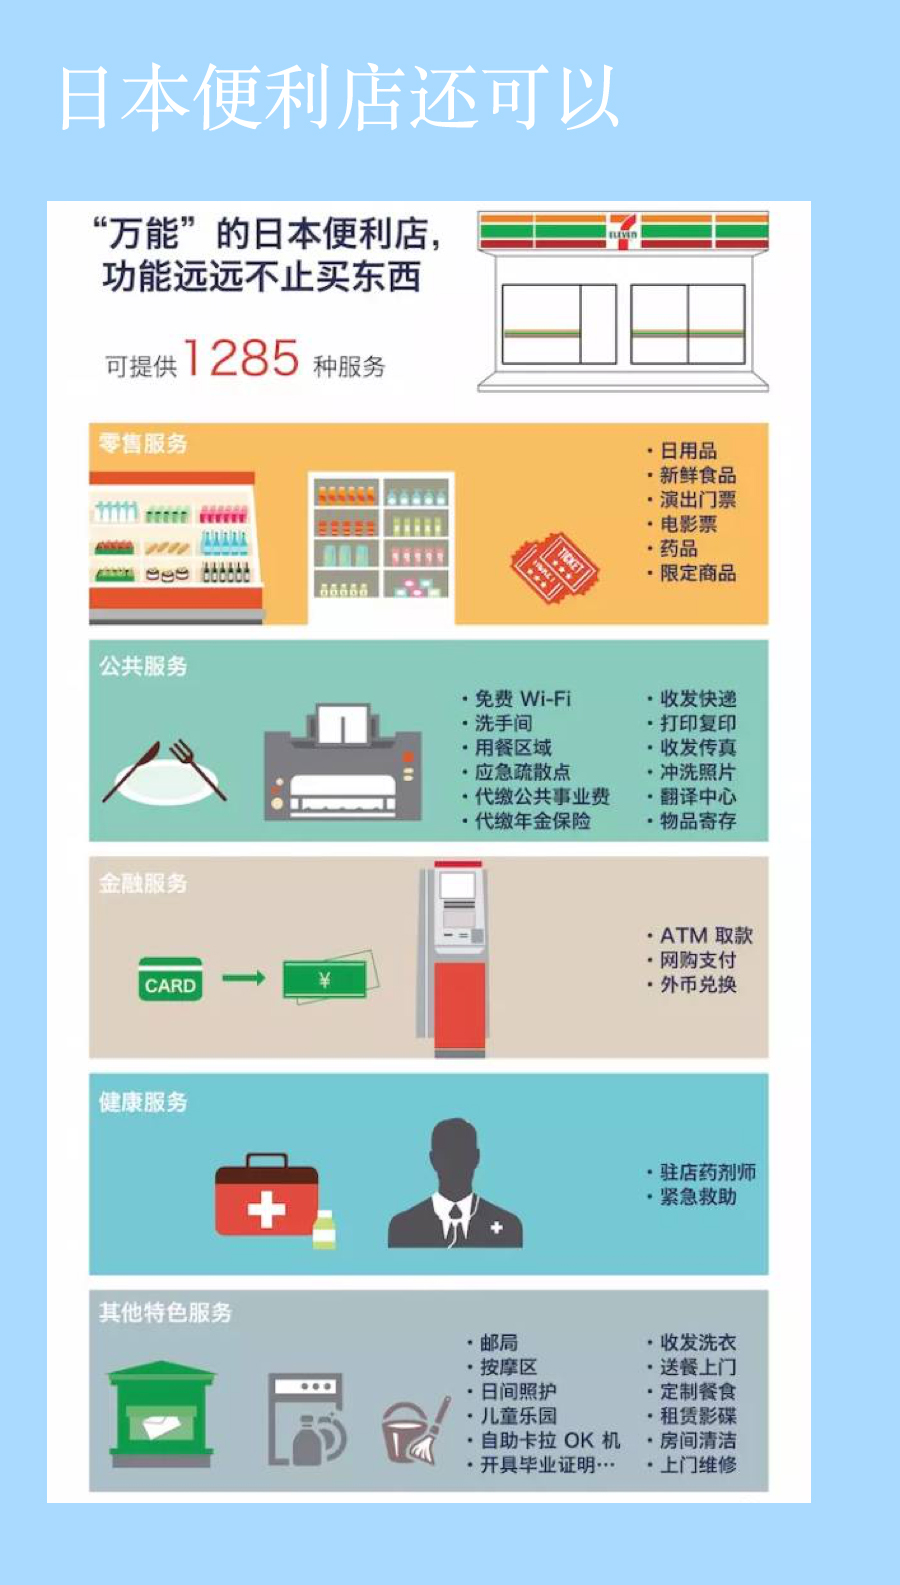 日本便利店还可以
“万能”的日本便利店，
功能远远不止买东西
可提供1285 种服务
ELEVEN
零售服务
・日用品
・新鲜食品
・演出门票
・电影票
・药品
・限定商品
TICKET
公共服务
・免费 Wi-Fi
・洗手间
・用餐区域
・应急疏散点
・代缴公共事业费
・代缴年金保险
・收发快递
・打印复印
・收发传真
・冲洗照片
・翻译中心
・物品寄存
金融服务
CARD
¥
・ATM 取款
・网购支付
・外币兑换
健康服务
・驻店药剂师
・紧急救助
其他特色服务
・邮局
・按摩区
・日间照护
・儿童乐园
・自助卡拉 OK 机
・开具毕业证明…
・收发洗衣
・送餐上门
・定制餐食
・租赁影碟
・房间清洁
・上门维修